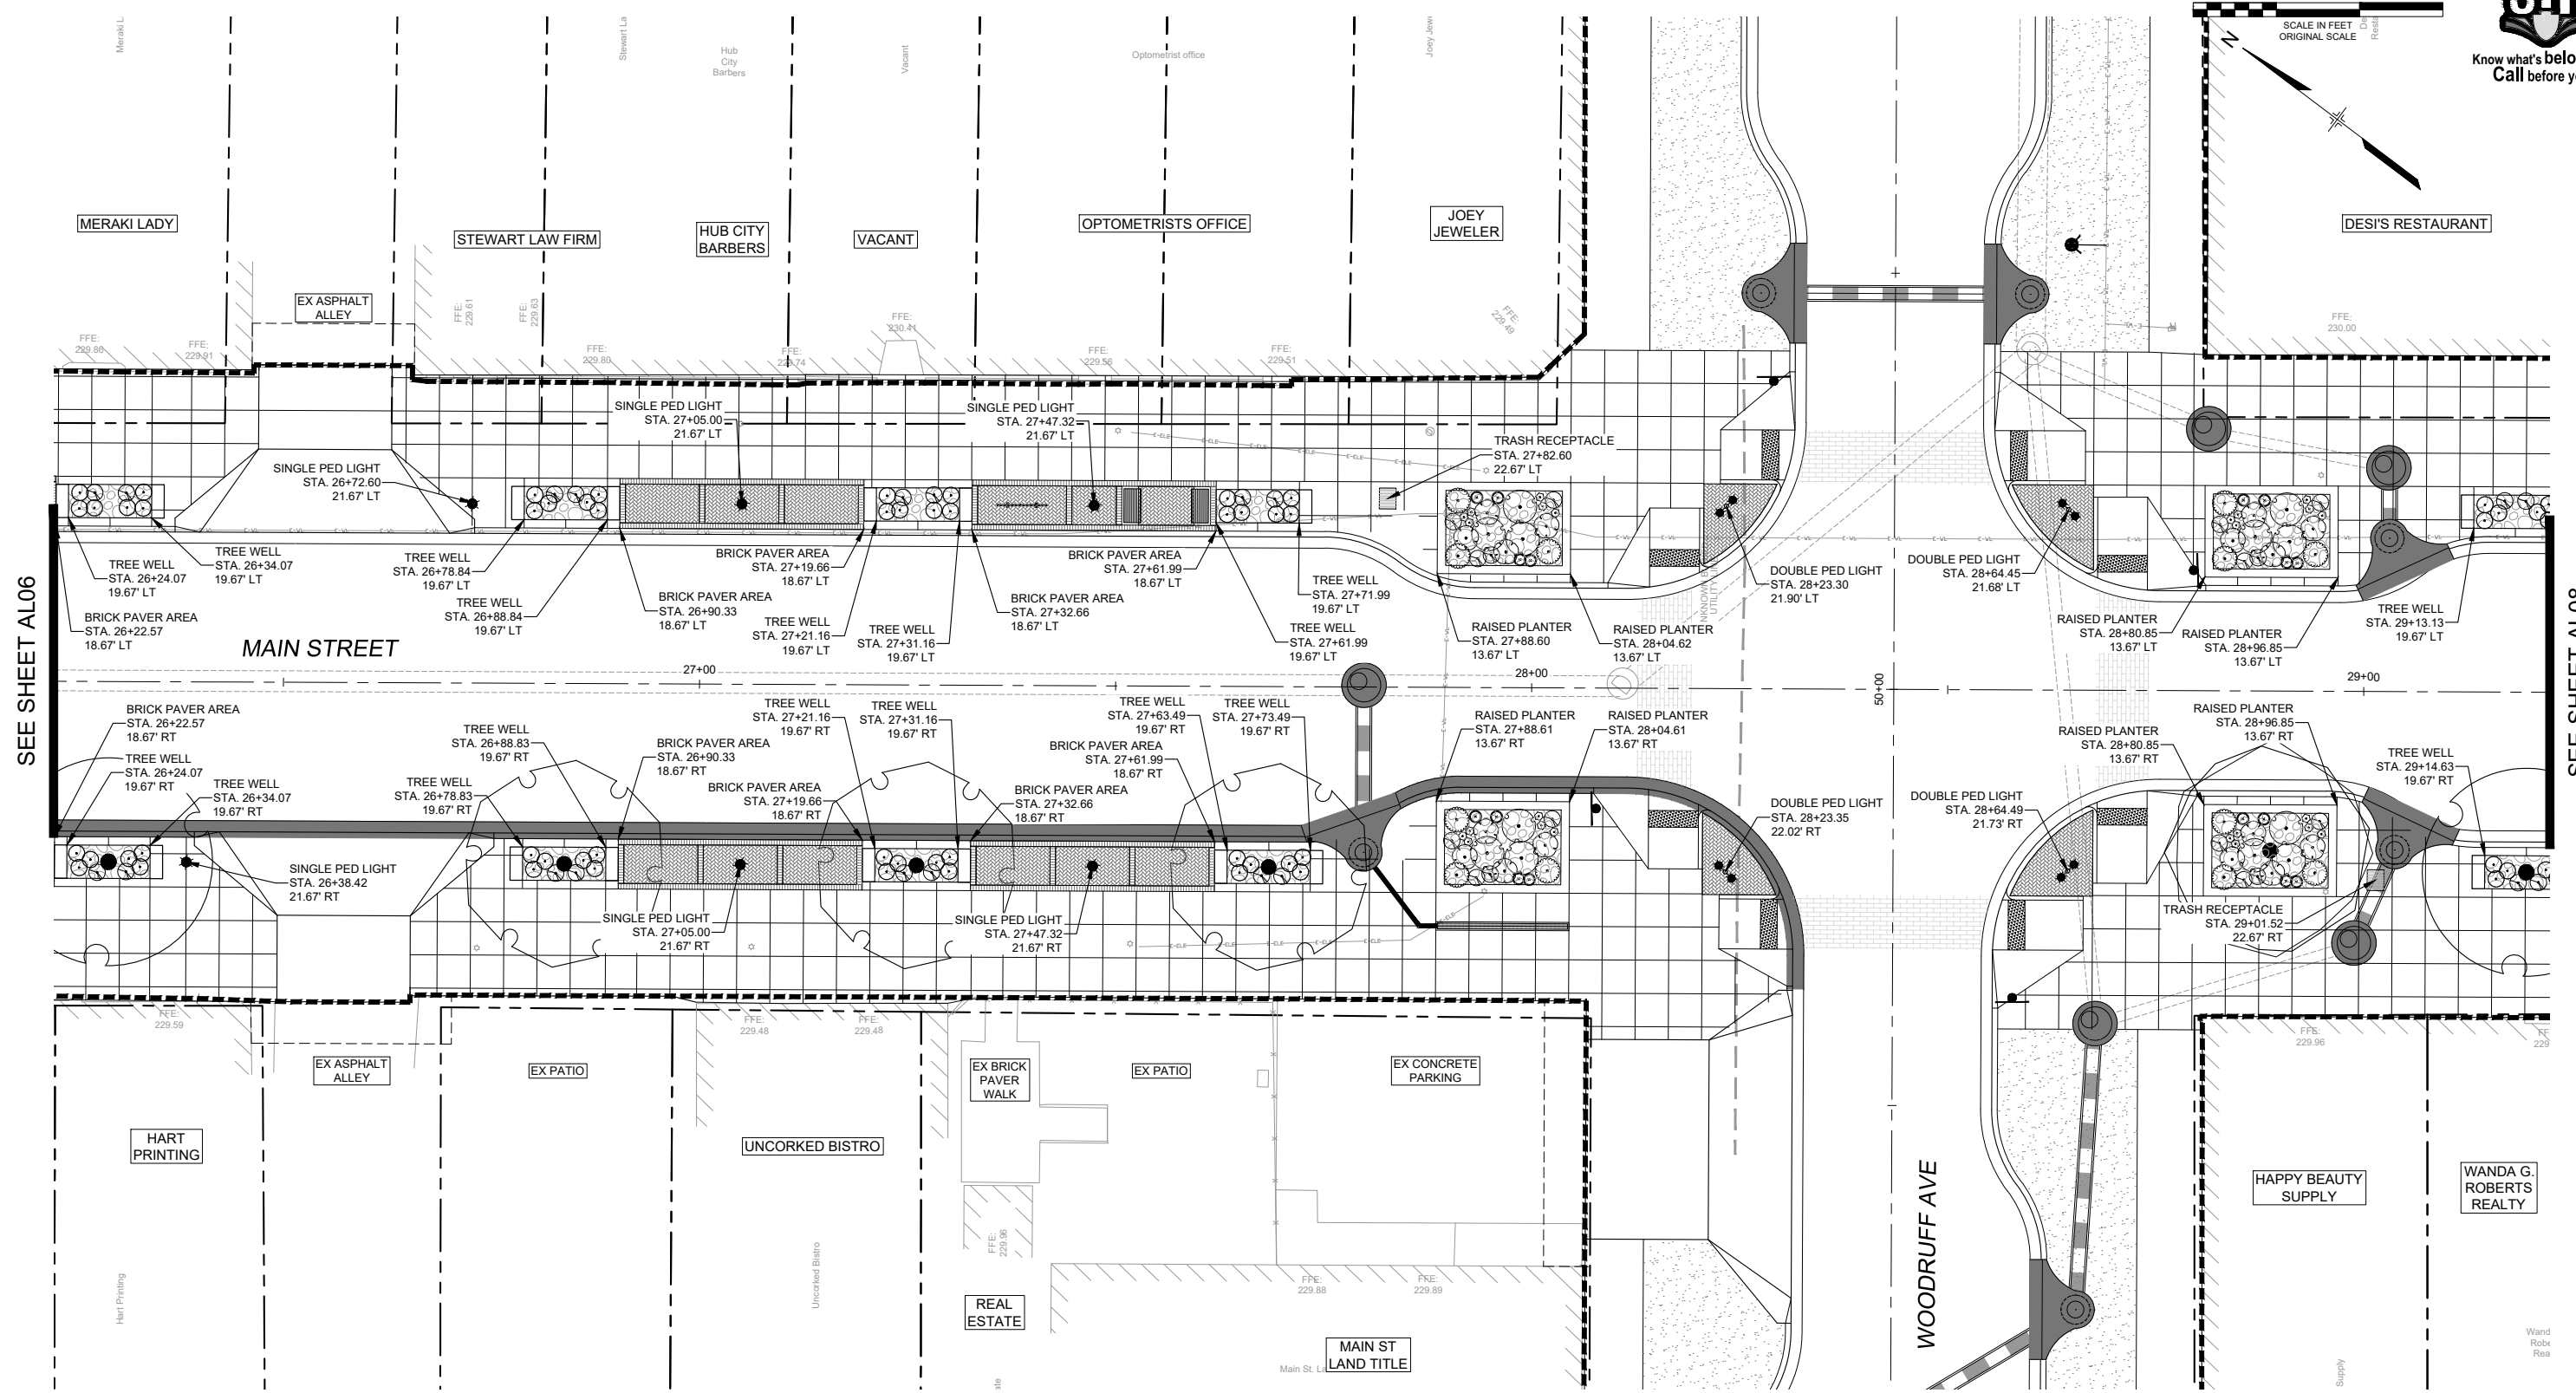 SCALE IN FEET
ORIGINAL SCALE
N
Know what's
Call before
Hub
City
Barbers
Vacant
Optometrist office
MERAKI LADY
STEWART LAW FIRM
HUB CITY
BARBERS
VACANT
OPTOMETRISTS OFFICE
JOEY
JEWELER
DESI'S RESTAURANT
EX ASPHALT
ALLEY
FFE:
229.86
FFE:
229.91
FFE:
229.61
FFE:
229.63
FFE:
229.80
FFE:
FFE:
230.41
FFE:
229.56
FFE:
229.51
FFE:
229.49
FFE:
230.00
SINGLE PED LIGHT
STA. 26+72.60
21.67' LT
SINGLE PED LIGHT
STA. 27+05.00
21.67' LT
SINGLE PED LIGHT
STA. 27+47.32
21.67' LT
TRASH RECEPTACLE
STA. 27+82.60
22.67' LT
TREE WELL
STA. 26+24.07
19.67' LT
TREE WELL
STA. 26+34.07
19.67' LT
BRICK PAVER AREA
STA. 26+22.57
18.67' LT
TREE WELL
STA. 26+78.84
19.67' LT
TREE WELL
STA. 26+88.84
19.67' LT
BRICK PAVER AREA
STA. 26+90.33
18.67' LT
BRICK PAVER AREA
STA. 27+19.66
18.67' LT
TREE WELL
STA. 27+21.16
19.67' LT
TREE WELL
STA. 27+31.16
19.67' LT
BRICK PAVER AREA
STA. 27+32.66
18.67' LT
BRICK PAVER AREA
STA. 27+61.99
18.67' LT
TREE WELL
STA. 27+61.99
19.67' LT
TREE WELL
STA. 27+71.99
19.67' LT
RAISED PLANTER
STA. 27+88.60
13.67' LT
RAISED PLANTER
STA. 28+04.62
13.67' LT
DOUBLE PED LIGHT
STA. 28+23.30
21.90' LT
DOUBLE PED LIGHT
STA. 28+64.45
21.68' LT
RAISED PLANTER
STA. 28+80.85
13.67' LT
RAISED PLANTER
STA. 28+96.85
13.67' LT
TREE WELL
STA. 29+13.13
19.67' LT
SEE SHEET AL06
MAIN STREET
27+00
28+00
50+00
29+00
SEE SHEET AL08
BRICK PAVER AREA
STA. 26+22.57
18.67' RT
TREE WELL
STA. 26+24.07
19.67' RT
TREE WELL
STA. 26+34.07
19.67' RT
SINGLE PED LIGHT
STA. 26+38.42
21.67' RT
TREE WELL
STA. 26+78.83
19.67' RT
TREE WELL
STA. 26+88.83
19.67' RT
BRICK PAVER AREA
STA. 26+90.33
18.67' RT
SINGLE PED LIGHT
STA. 27+05.00
21.67' RT
BRICK PAVER AREA
STA. 27+19.66
18.67' RT
TREE WELL
STA. 27+21.16
19.67' RT
TREE WELL
STA. 27+31.16
19.67' RT
BRICK PAVER AREA
STA. 27+32.66
18.67' RT
SINGLE PED LIGHT
STA. 27+47.32
21.67' RT
BRICK PAVER AREA
STA. 27+61.99
18.67' RT
TREE WELL
STA. 27+63.49
19.67' RT
TREE WELL
STA. 27+73.49
19.67' RT
RAISED PLANTER
STA. 27+88.61
13.67' RT
RAISED PLANTER
STA. 28+04.61
13.67' RT
DOUBLE PED LIGHT
STA. 28+23.35
22.02' RT
DOUBLE PED LIGHT
STA. 28+64.49
21.73' RT
RAISED PLANTER
STA. 28+80.85
13.67' RT
RAISED PLANTER
STA. 28+96.85
13.67' RT
TREE WELL
STA. 29+14.63
19.67' RT
TRASH RECEPTACLE
STA. 29+01.52
22.67' RT
FFE:
229.59
FFE:
229.48
FFE:
229.48
FFE:
229.96
EX ASPHALT
ALLEY
EX PATIO
EX BRICK
PAVER
WALK
EX PATIO
EX CONCRETE
PARKING
HART
PRINTING
UNCORKED BISTRO
WOODRUFF AVE
HAPPY BEAUTY
SUPPLY
WANDA G.
ROBERTS
REALTY
Hart Printing
Uncorked Bistro
FFE:
229.96
FFE:
229.88
FFE:
229.89
REAL
ESTATE
MAIN ST
LAND TITLE
Main St.
Supply